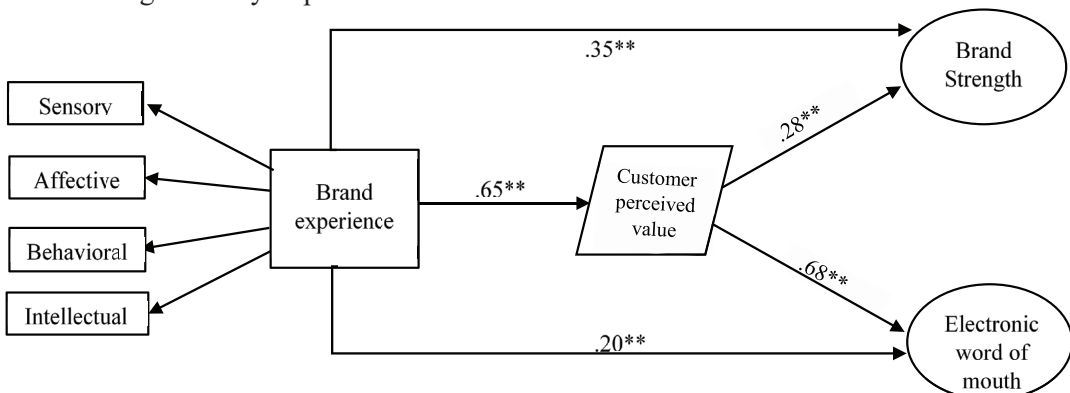 .35**
Brand
Strength
Sensory
.28**
Affective
Brand
experience
.65**
Customer
perceived
value
Behavioral
.68**
Intellectual
.20**
Electronic
word of
mouth